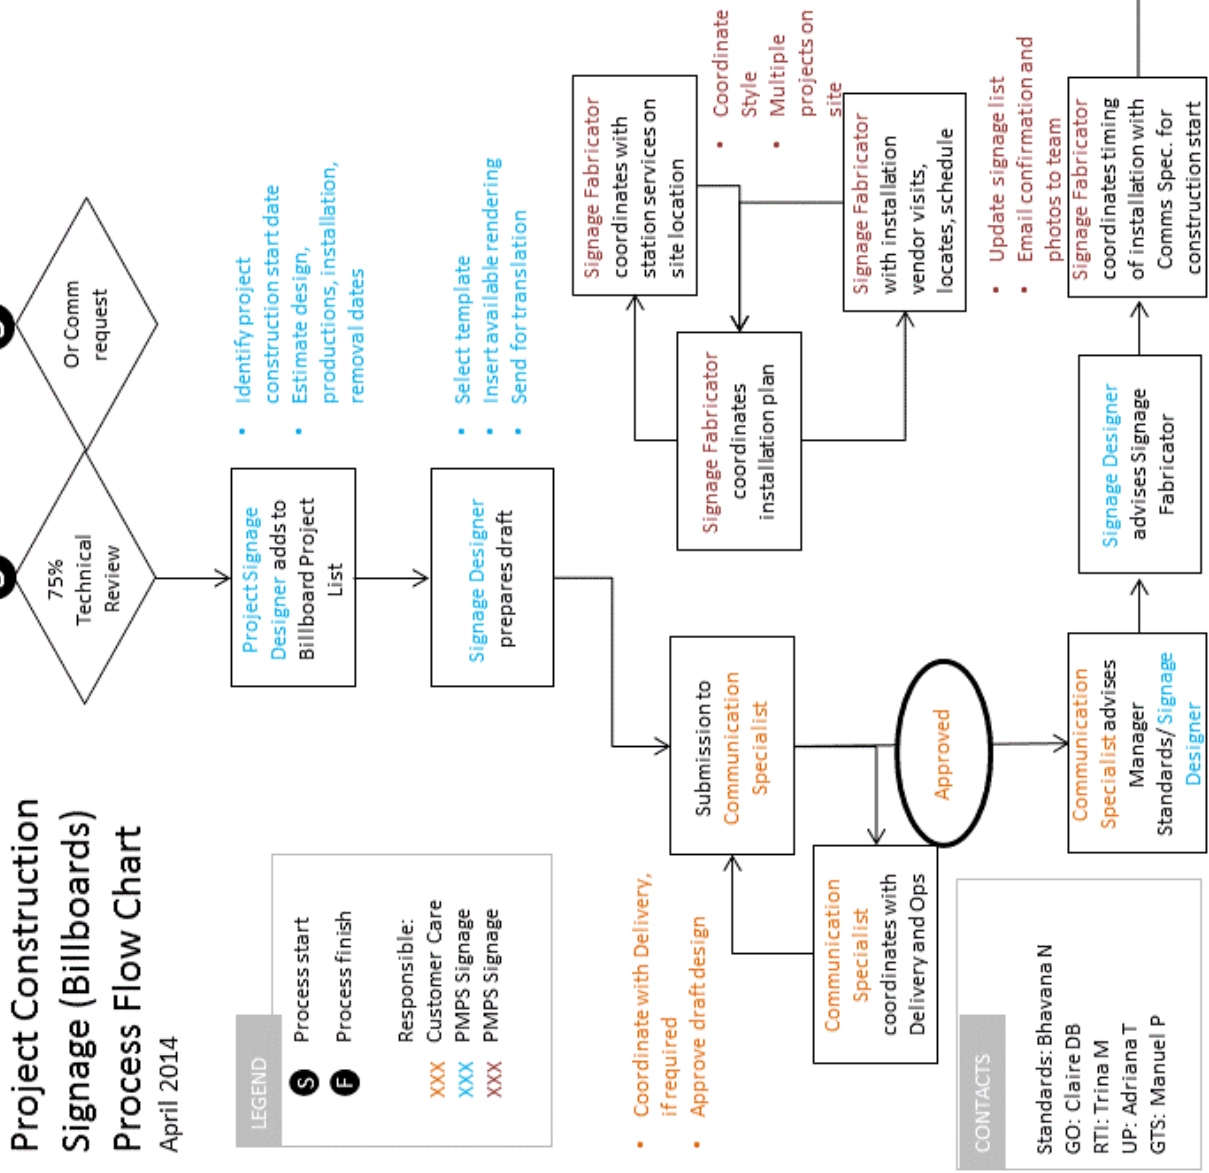 Project Construction
Signage (Billboards)
Process Flow Chart
April 2014
LEGEND
S Process start
F Process finish
Responsible:
XXX Customer Care
XXX PMPS Signage
XXX PMPS Signage
75%
Technical
Review
Or Comm
request
Project Signage
Designer adds to
Billboard Project
List
• Identify project
construction start date
• Estimate design,
productions, installation,
removal dates
Signage Designer
prepares draft
• Select template
• Insert available rendering
• Send for translation
Submission to
Communication
Specialist
• Coordinate with Delivery,
if required
• Approve draft design
Communication
Specialist
coordinates with
Delivery and Ops
Approved
Communication
Specialist advises
Manager
Standards/ Signage
Designer
Signage Designer
advises Signage
Fabricator
Signage Fabricator
coordinates
installation plan
Signage Fabricator
coordinates with
station services on
site location
• Coordinate
Style
• Multiple
projects on
site
Signage Fabricator
with installation
vendor visits,
locates, schedule
• Update signage list
• Email confirmation and
photos to team
Signage Fabricator
coordinates timing
of installation with
Comms Spec. for
construction start
CONTACTS
Standards: Bhavana N
GO: Claire DB
RTI: Trina M
UP: Adriana T
GTS: Manuel P